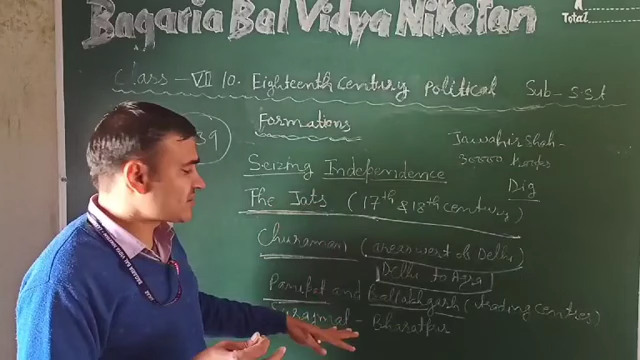 Bagaria Bal Vidya Niketan
Total
Class - VII 10. Eighteenth Century Political Sub - S.St
Formations
39
Jawahir Shah -
30000 troops
Seizing Independence
Dig
The Jats (17th & 18th century)
Churaman (areas west of Delhi)
Delhi to Agra
Panipat and Ballabhgarh (trading centres)
Surajmal - Bharatpur